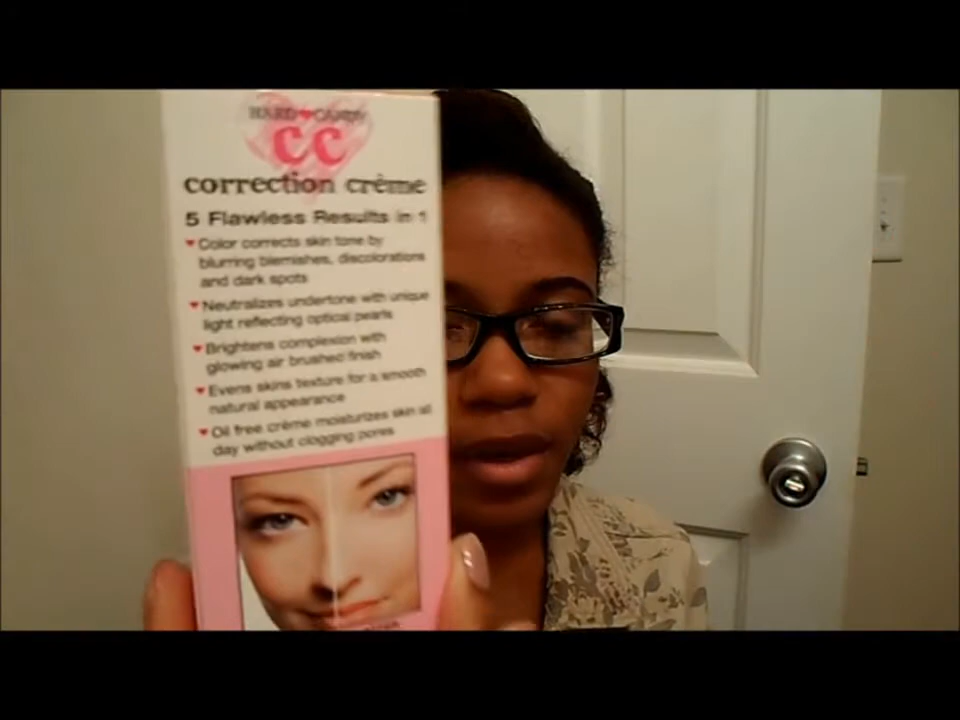 HARD CANDY
CC
correction crème
5 Flawless Results in 1
Color corrects skin tone by
blurring blemishes, discolorations
and dark spots
Neutralizes undertone with unique
light reflecting optical pearls
Brightens complexion with
glowing air brushed finish
Evens skins texture for a smooth
natural appearance
Oil free crème moisturizes skin all
day without clogging pores